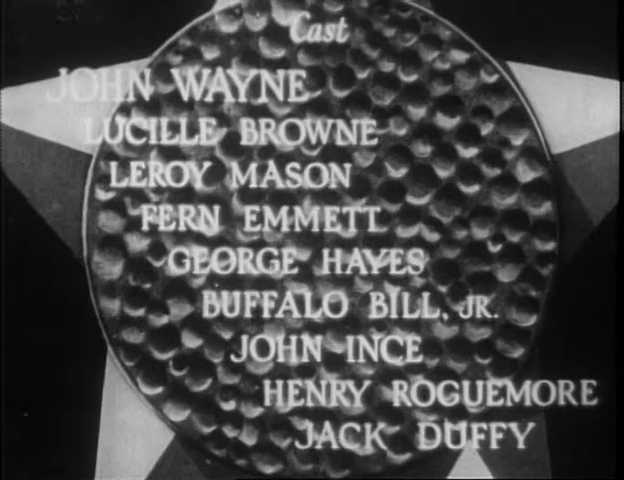 Cast
JOHN WAYNE
LUCILLE BROWNE
LEROY MASON
FERN EMMETT
GEORGE HAYES
BUFFALO BILL, JR.
JOHN INCE
HENRY ROGUEMORE
JACK DUFFY